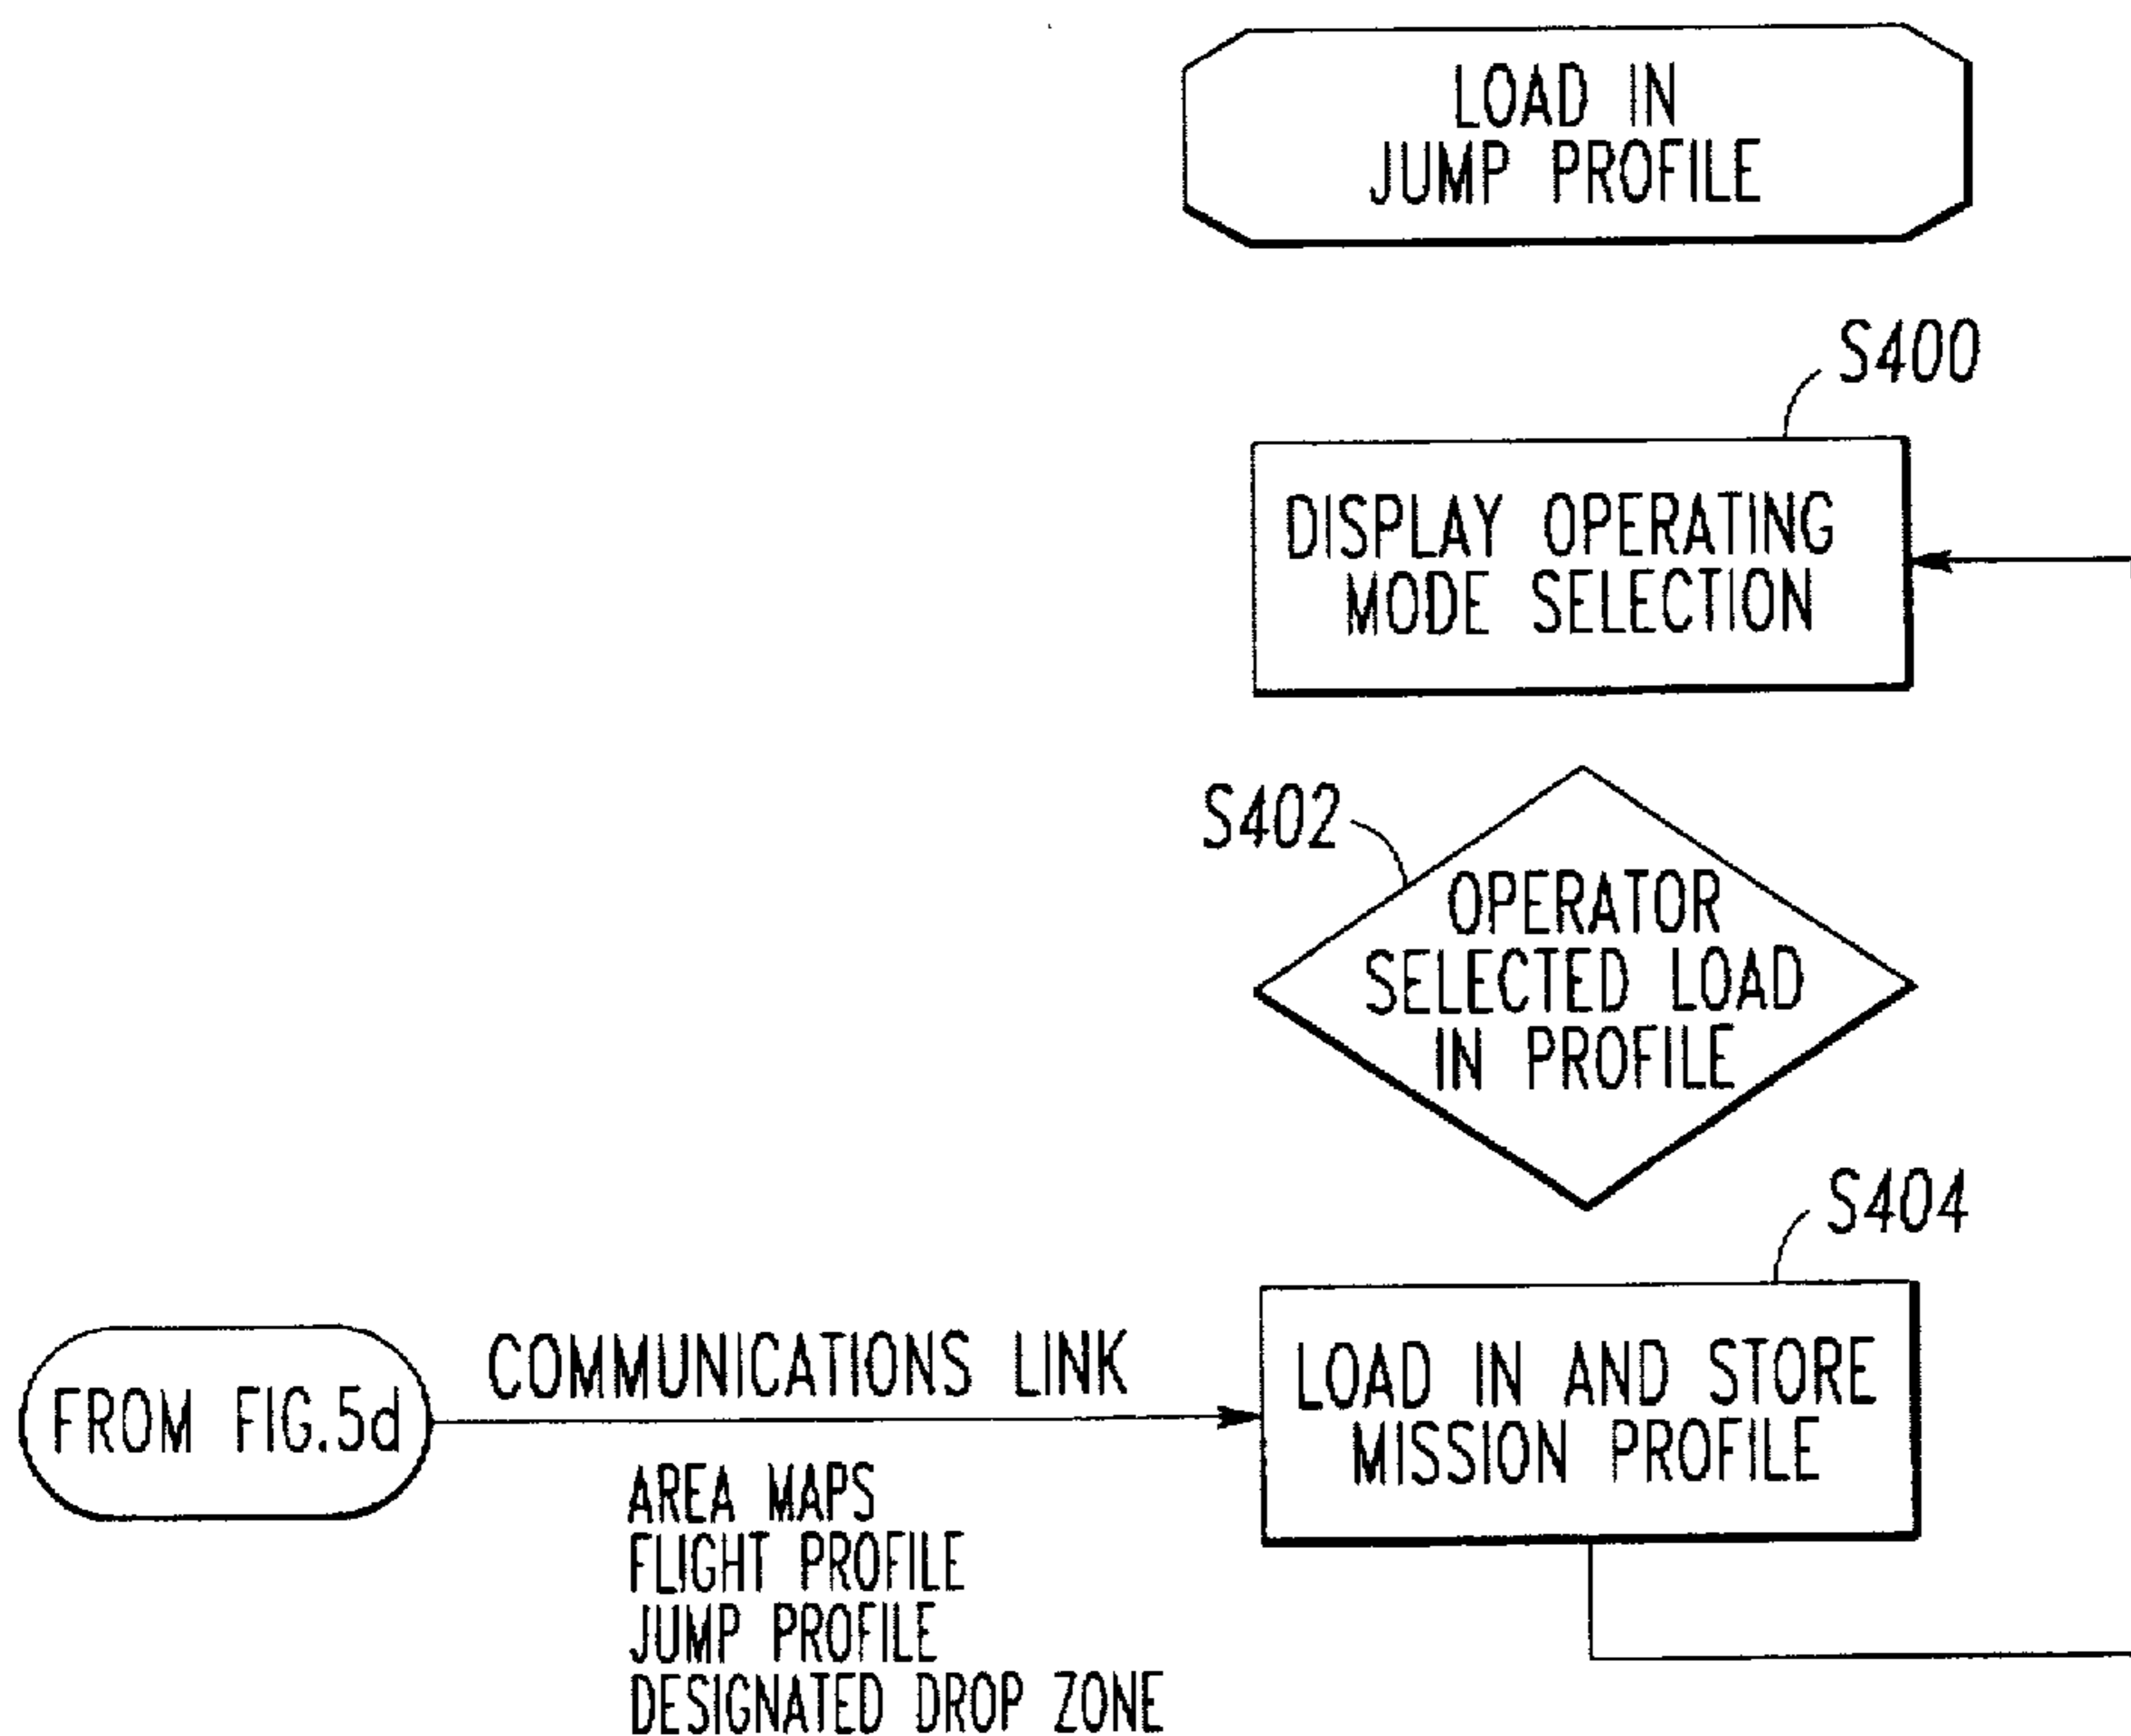 LOAD IN
JUMP PROFILE
S400
DISPLAY OPERATING
MODE SELECTION
S402
OPERATOR
SELECTED LOAD
IN PROFILE
S404
FROM FIG.5d
COMMUNICATIONS LINK
LOAD IN AND STORE
MISSION PROFILE
AREA MAPS
FLIGHT PROFILE
JUMP PROFILE
DESIGNATED DROP ZONE